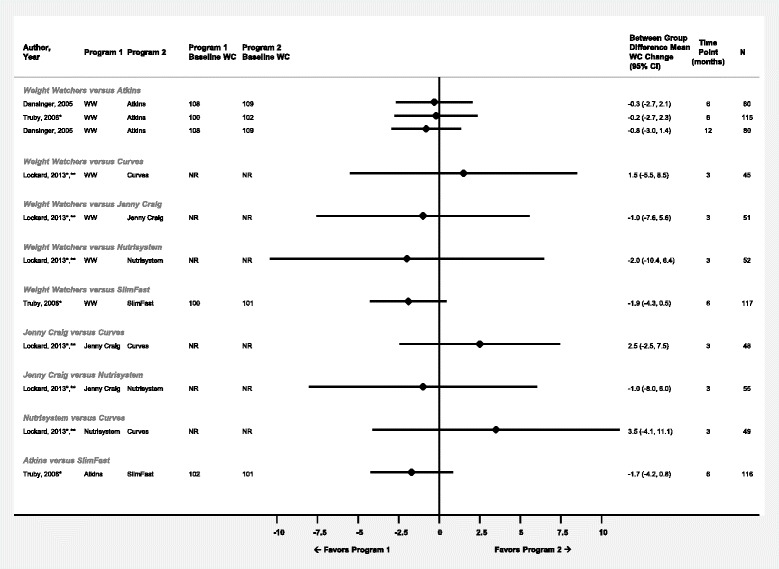 Author, Year Program 1 Program 2 Program 1 Baseline WC Program 2 Baseline WC Between Group Difference Mean WC Change (95% CI) Time Point (months) N
Weight Watchers versus Atkins
Dansinger, 2005 WW Atkins 108 109 -0.3 (-2.7, 2.1) 6 80
Truby, 2006* WW Atkins 100 102 -0.2 (-2.7, 2.3) 6 115
Dansinger, 2005 WW Atkins 108 109 -0.8 (-3.0, 1.4) 12 80
Weight Watchers versus Curves
Lockard, 2013*,** WW Curves NR NR 1.5 (-5.5, 8.5) 3 45
Weight Watchers versus Jenny Craig
Lockard, 2013*,** WW Jenny Craig NR NR -1.0 (-7.6, 5.6) 3 51
Weight Watchers versus Nutrisystem
Lockard, 2013*,** WW Nutrisystem NR NR -2.0 (-10.4, 6.4) 3 52
Weight Watchers versus SlimFast
Truby, 2006* WW SlimFast 100 101 -1.9 (-4.3, 0.5) 6 117
Jenny Craig versus Curves
Lockard, 2013*,** Jenny Craig Curves NR NR 2.5 (-2.5, 7.5) 3 48
Jenny Craig versus Nutrisystem
Lockard, 2013*,** Jenny Craig Nutrisystem NR NR -1.0 (-8.0, 6.0) 3 55
Nutrisystem versus Curves
Lockard, 2013*,** Nutrisystem Curves NR NR 3.5 (-4.1, 11.1) 3 49
Atkins versus SlimFast
Truby, 2006* Atkins SlimFast 102 101 -1.7 (-4.2, 0.8) 6 116
-10 -7.5 -5 -2.5 0 2.5 5 7.5 10
← Favors Program 1 Favors Program 2 →